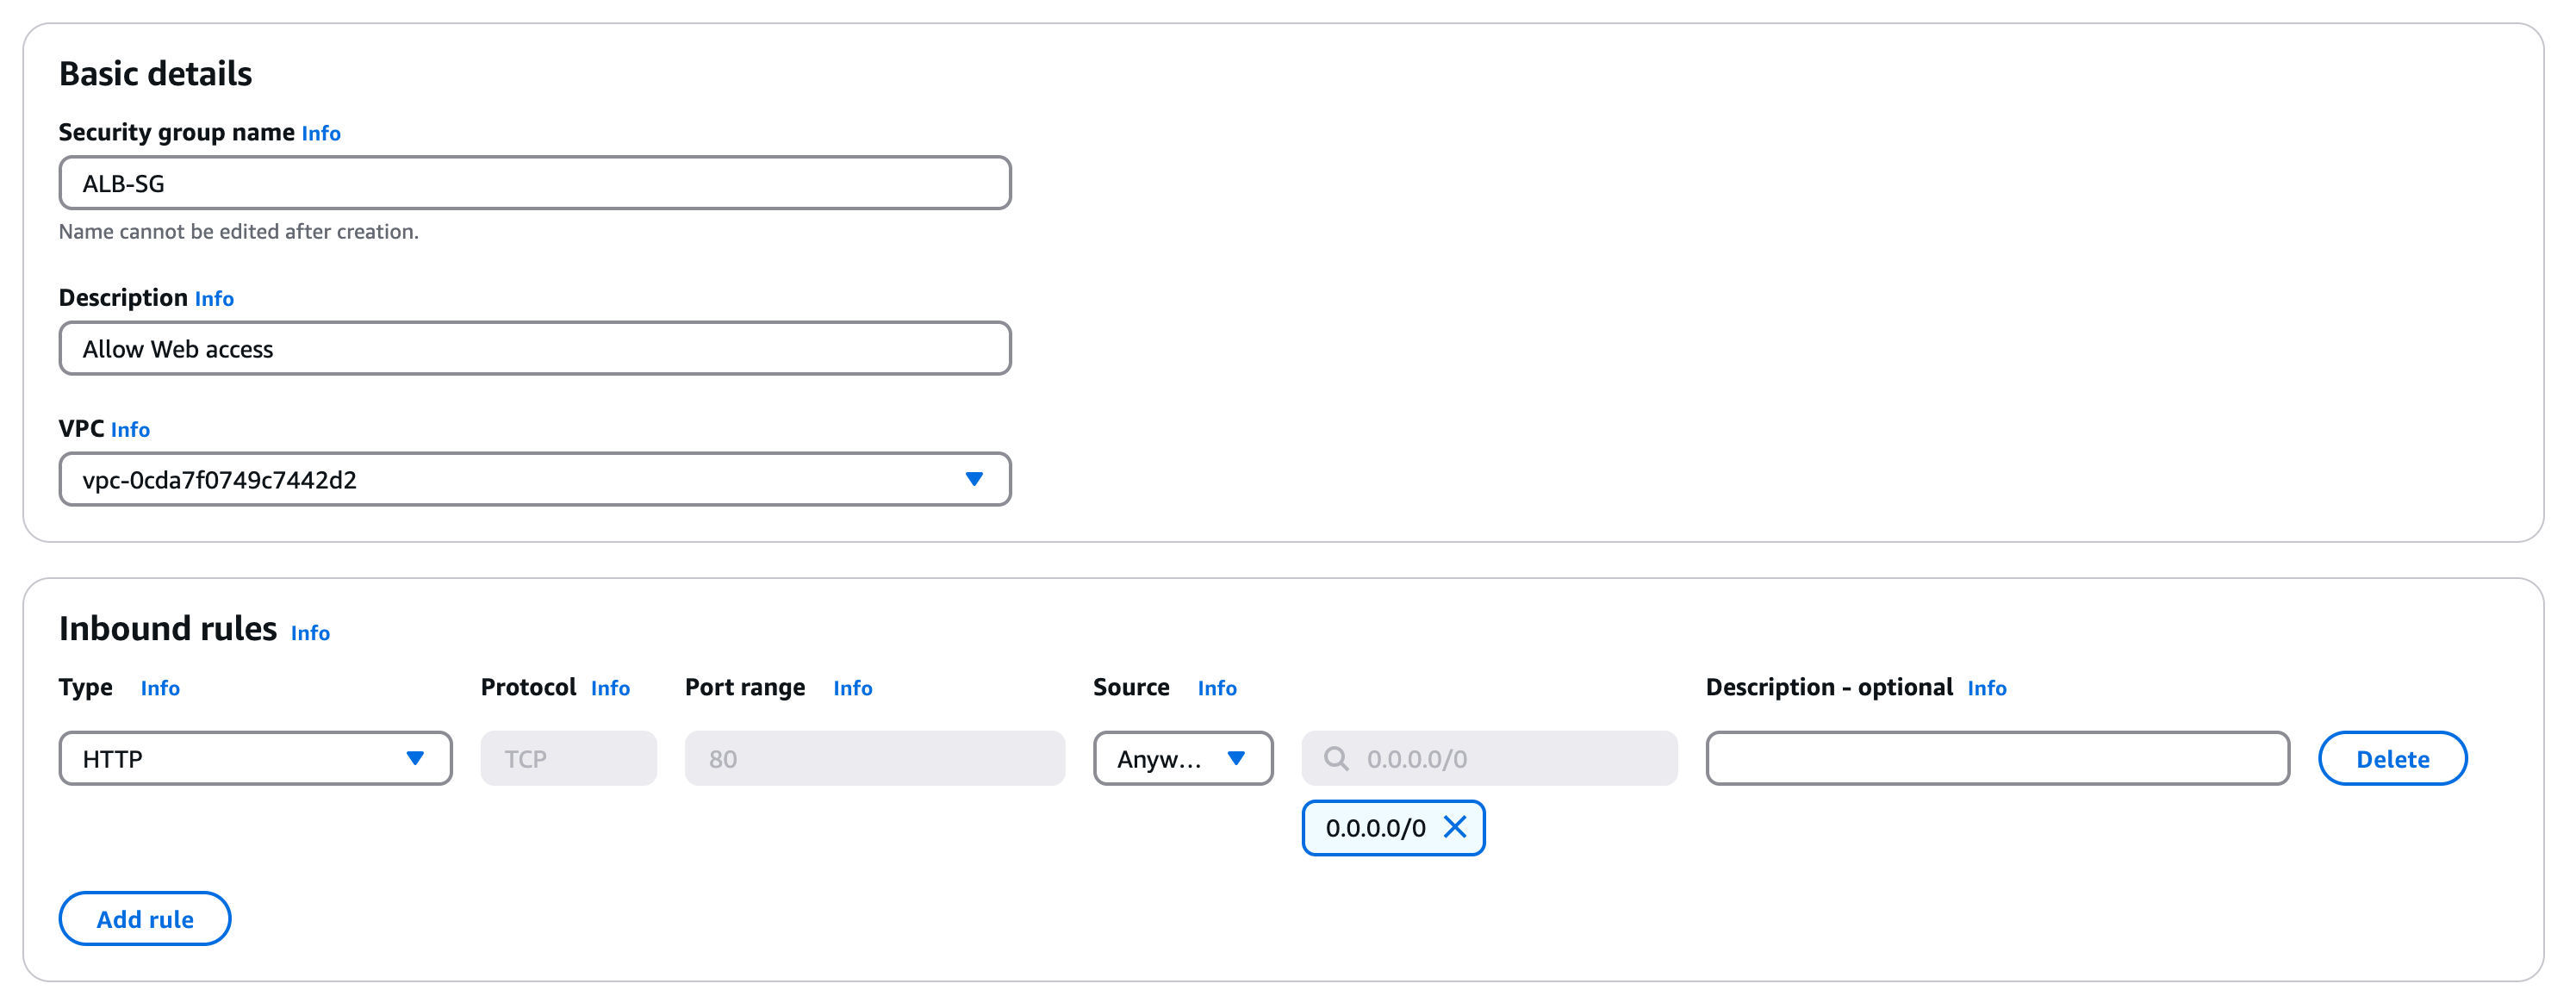 Basic details
Security group name Info
ALB-SG
Name cannot be edited after creation.
Description Info
Allow Web access
VPC Info
vpc-0cda7f0749c7442d2
Inbound rules Info
Type Info Protocol Info Port range Info Source Info Description - optional Info
HTTP TCP 80 Anyw... 0.0.0.0/0 Delete
0.0.0.0/0
Add rule